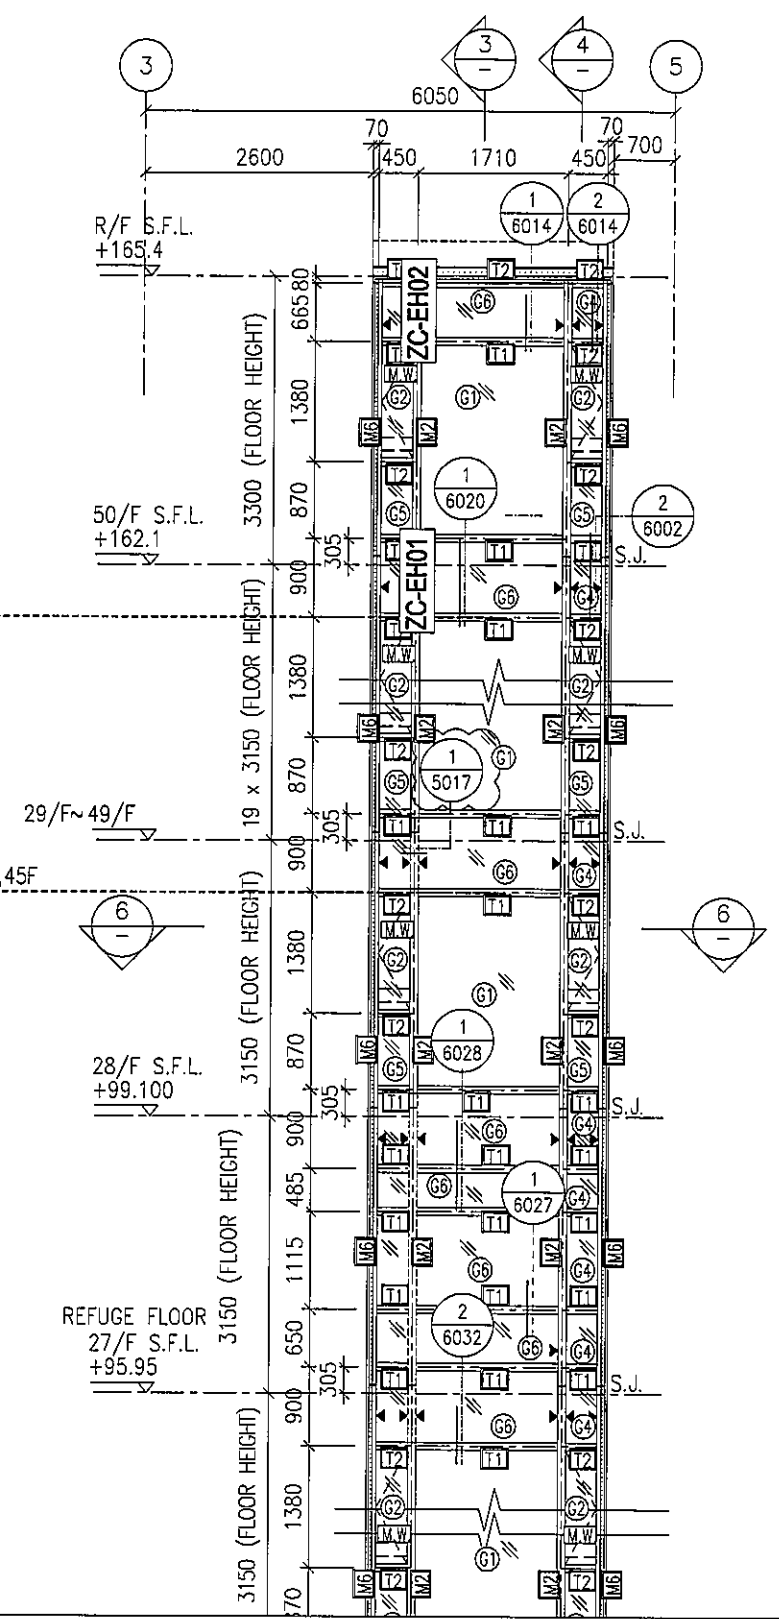 3
3
–
4
–
5
6050
70
70
2600
450
1710
450
700
1
6014
2
6014
R/F S.F.L.
+165.4
T2
T2
ZC-EH02
80
665
G6
T1
T2
M.W
M.W
G2
G1
G2
3300 (FLOOR HEIGHT)
1380
M6
M2
M2
M6
T2
T2
1
6020
870
G5
G5
2
6002
50/F S.F.L.
+162.1
305
T1
T1
S.J.
ZC-EH01
900
G6
G4
T1
T2
M.W
M.W
G2
G2
19 x 3150 (FLOOR HEIGHT)
1380
M6
M2
M2
M6
T2
T2
G1
1
5017
870
G5
G5
29/F~49/F
305
T1
T1
T1
S.J.
900
G6
G4
45F
T2
T1
T2
6
–
6
–
M.W
M.W
G2
G2
3150 (FLOOR HEIGHT)
1380
G1
T2
T2
1
6028
M6
M2
M2
M6
870
G5
G5
28/F S.F.L.
+99.100
305
T1
T1
T1
S.J.
900
G6
G4
T1
T1
T1
485
G6
1
6027
G4
T1
T1
T1
3150 (FLOOR HEIGHT)
1115
M6
M2
M2
M6
G6
G4
T1
T1
T1
REFUGE FLOOR
27/F S.F.L.
+95.95
2
6032
650
G6
G4
305
T1
T1
T1
S.J.
900
G6
G4
T2
T1
T2
3150 (FLOOR HEIGHT)
1380
G2
G2
M.W
M.W
G1
M6
T2
M2
M2
T2
M6